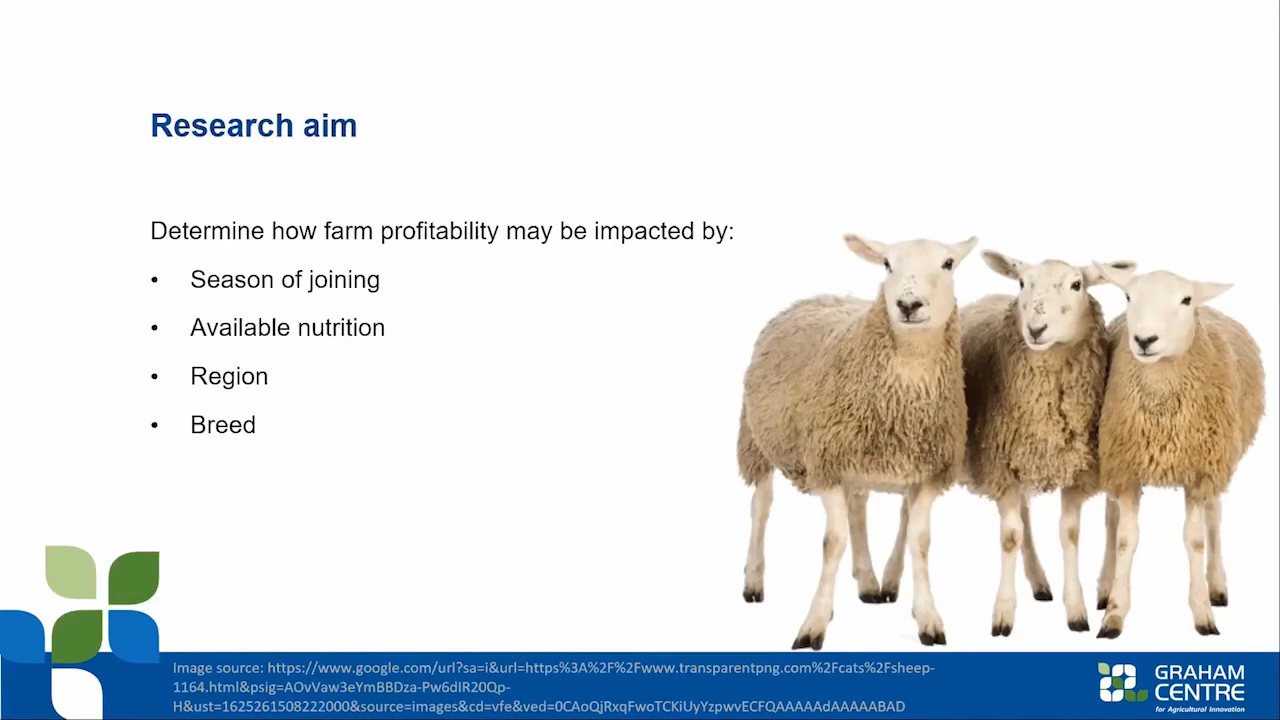 Research aim
Determine how farm profitability may be impacted by:
• Season of joining
• Available nutrition
• Region
• Breed
Image source: https://www.google.com/url?sa=i&url=https%3A%2F%2Fwww.transparentpng.com%2Fcats%2Fsheep-
1164.html&psig=AOvVaw3eYmBBDza-Pw6dIR20Qp-
H&ust=1625261508222000&source=images&cd=vfe&ved=0CAoQjRxqFwoTCKiUyYzpwvECFQAAAAAdAAAAABAD
GRAHAM
CENTRE
for Agricultural Innovation